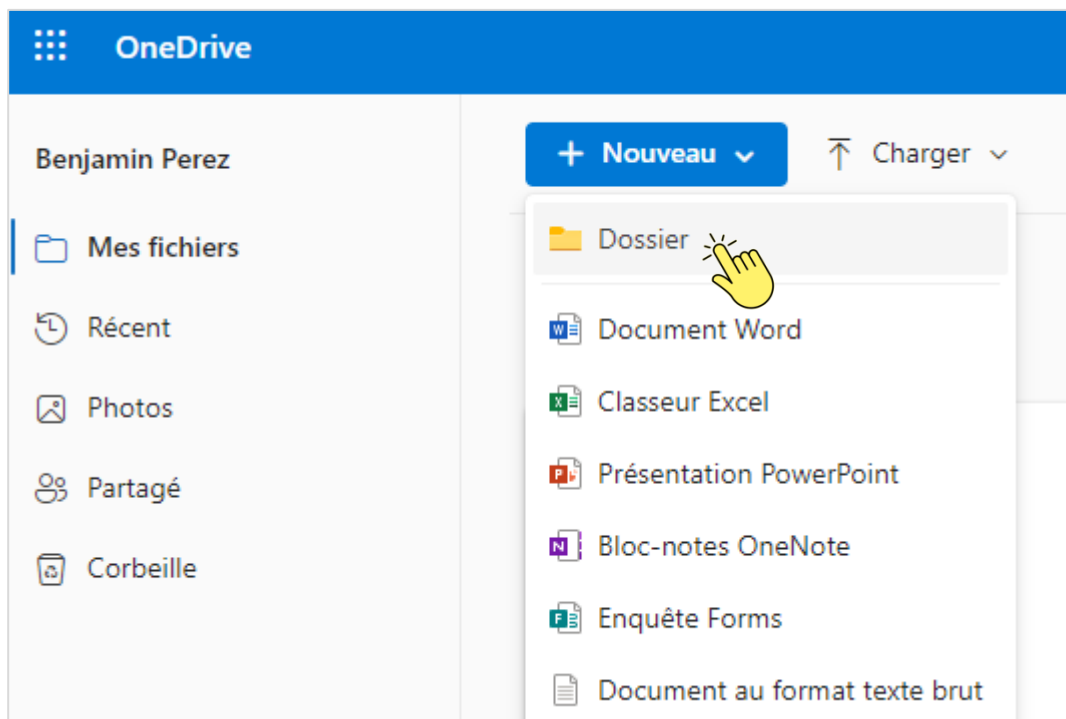 OneDrive
Benjamin Perez
Mes fichiers
Récent
Photos
Partagé
Corbeille
Nouveau
Charger
Dossier
Document Word
Classeur Excel
Présentation PowerPoint
Bloc-notes OneNote
Enquête Forms
Document au format texte brut